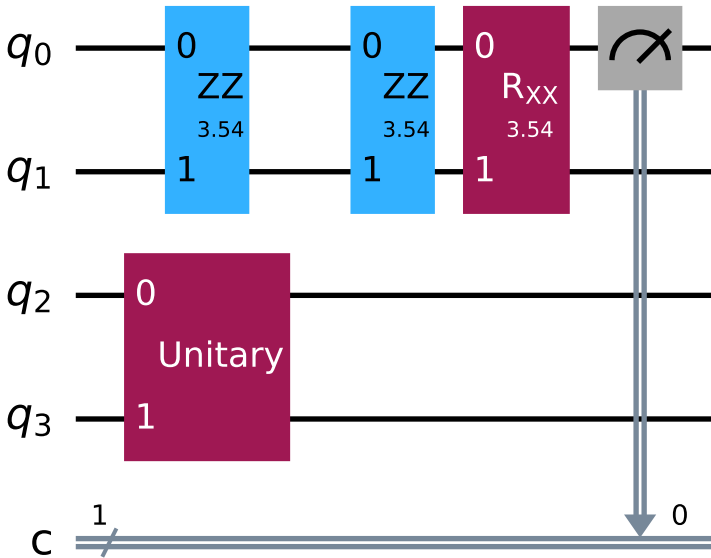 q0 0 0 0
ZZ ZZ RXX
3.54 3.54 3.54
q1 1 1 1
q2 0
Unitary
q3 1
1 0
c